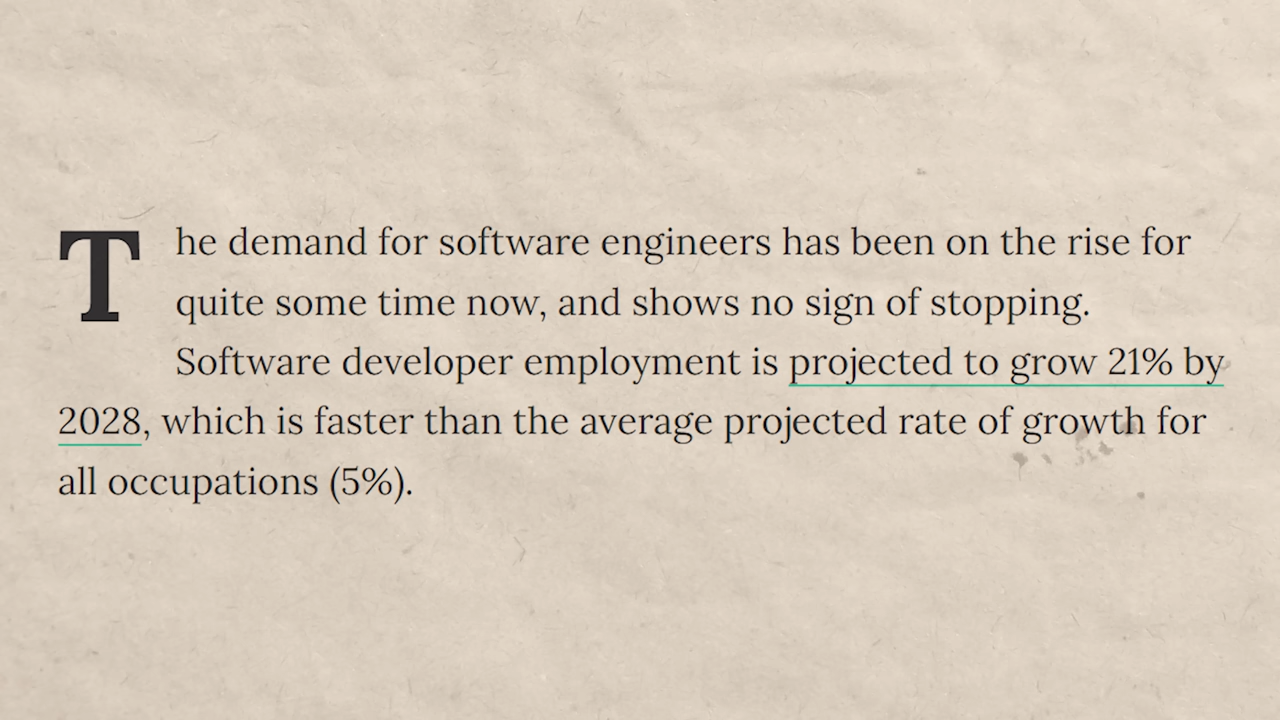 The demand for software engineers has been on the rise for
quite some time now, and shows no sign of stopping.
Software developer employment is projected to grow 21% by
2028, which is faster than the average projected rate of growth for
all occupations (5%).